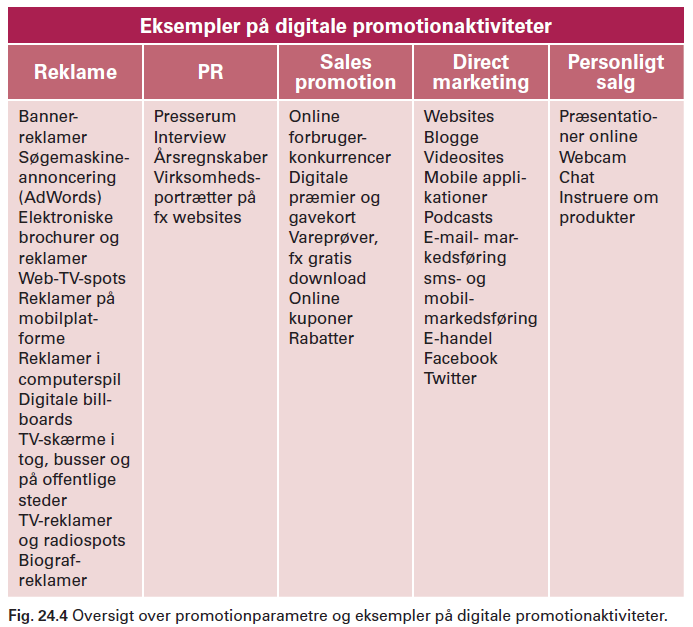 Eksempler på digitale promotionaktiviteter
Reklame
Banner-
reklamer
Søgemaskine-
annoncering
(AdWords)
Elektroniske
brochurer og
reklamer
Web-TV-spots
Reklamer på
mobilplat-
forme
Reklamer i
computerspil
Digitale bill-
boards
TV-skærme i
tog, busser og
på offentlige
steder
TV-reklamer
og radiospots
Biograf-
reklamer
PR
Presserum
Interview
Årsregnskaber
Virksomheds-
portrætter på
fx websites
Sales
promotion
Online
forbruger-
konkurrencer
Digitale
præmier og
gavekort
Vareprøver,
fx gratis
download
Online
kuponer
Rabatter
Direct
marketing
Websites
Blogge
Videosites
Mobile appli-
kationer
Podcasts
E-mail- mar-
kedsføring
sms- og
mobil-
markedsføring
E-handel
Facebook
Twitter
Personligt
salg
Præsentatio-
ner online
Webcam
Chat
Instruere om
produkter
Fig. 24.4 Oversigt over promotionparametre og eksempler på digitale promotionaktiviteter.